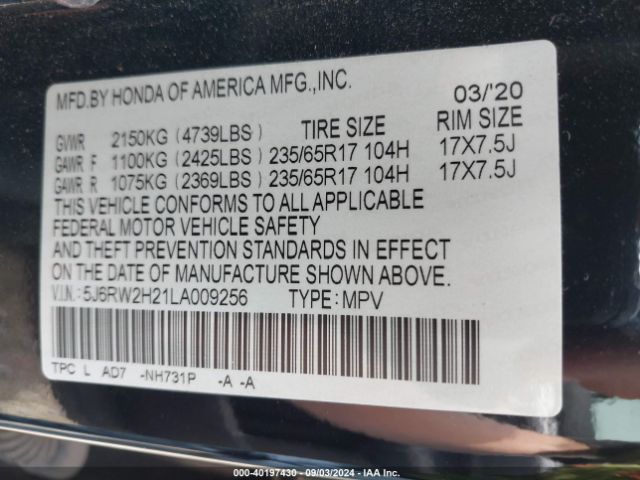 MFD.BY HONDA OF AMERICA MFG.,INC. 03/'20
GVWR 2150KG (4739LBS) TIRE SIZE RIM SIZE
GAWR F 1100KG (2425LBS) 235/65R17 104H 17X7.5J
GAWR R 1075KG (2369LBS) 235/65R17 104H 17X7.5J
THIS VEHICLE CONFORMS TO ALL APPLICABLE
FEDERAL MOTOR VEHICLE SAFETY
AND THEFT PREVENTION STANDARDS IN EFFECT
ON THE DATE OF MANUFACTURE SHOWN ABOVE.
V.I.N.:5J6RW2H21LA009256 TYPE:MPV
TPC L AD7 -NH731P -A -A
000-40197430 - 09/03/2024 - IAA Inc.